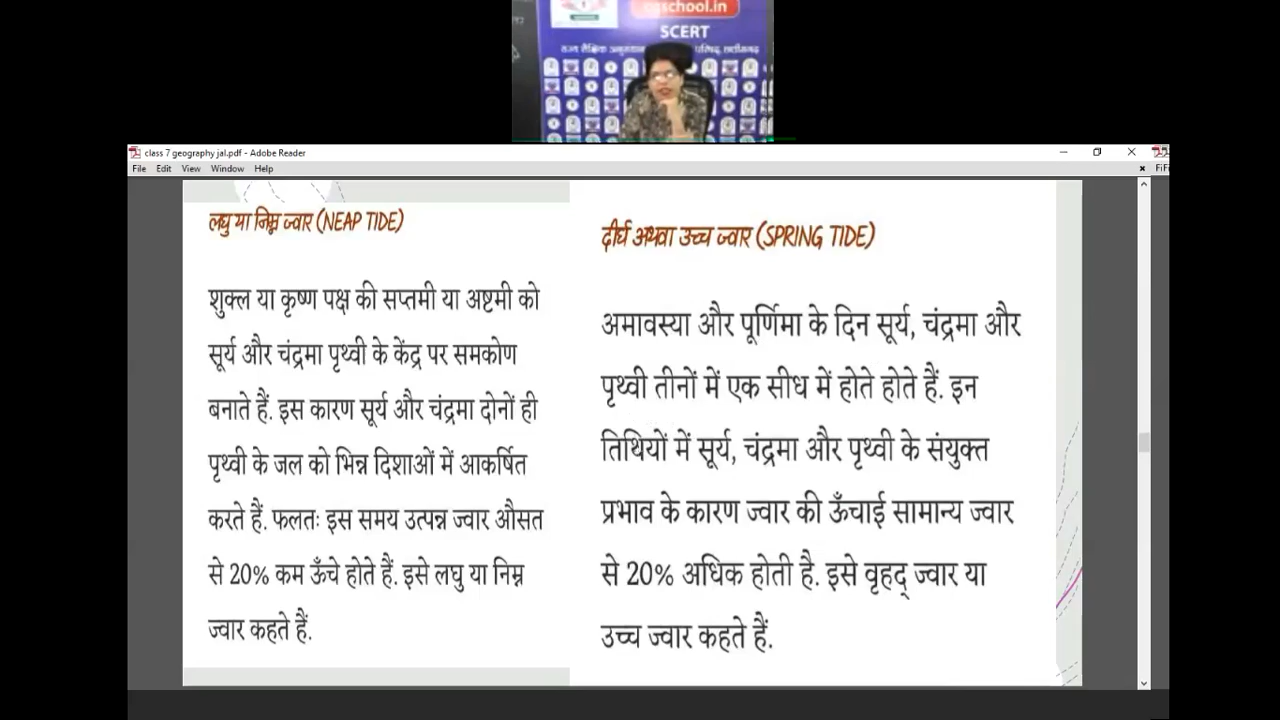 cgschool.in
SCERT
class 7 geography jal.pdf - Adobe Reader
File Edit View Window Help
लघु या निम्न ज्वार (NEAP TIDE)
शुक्ल या कृष्ण पक्ष की सप्तमी या अष्टमी को
सूर्य और चंद्रमा पृथ्वी के केंद्र पर समकोण
बनाते हैं. इस कारण सूर्य और चंद्रमा दोनों ही
पृथ्वी के जल को भिन्न दिशाओं में आकर्षित
करते हैं. फलतः इस समय उत्पन्न ज्वार औसत
से 20% कम ऊँचे होते हैं. इसे लघु या निम्न
ज्वार कहते हैं.
दीर्घ अथवा उच्च ज्वार (SPRING TIDE)
अमावस्या और पूर्णिमा के दिन सूर्य, चंद्रमा और
पृथ्वी तीनों में एक सीध में होते होते हैं. इन
तिथियों में सूर्य, चंद्रमा और पृथ्वी के संयुक्त
प्रभाव के कारण ज्वार की ऊँचाई सामान्य ज्वार
से 20% अधिक होती है. इसे वृहद् ज्वार या
उच्च ज्वार कहते हैं.